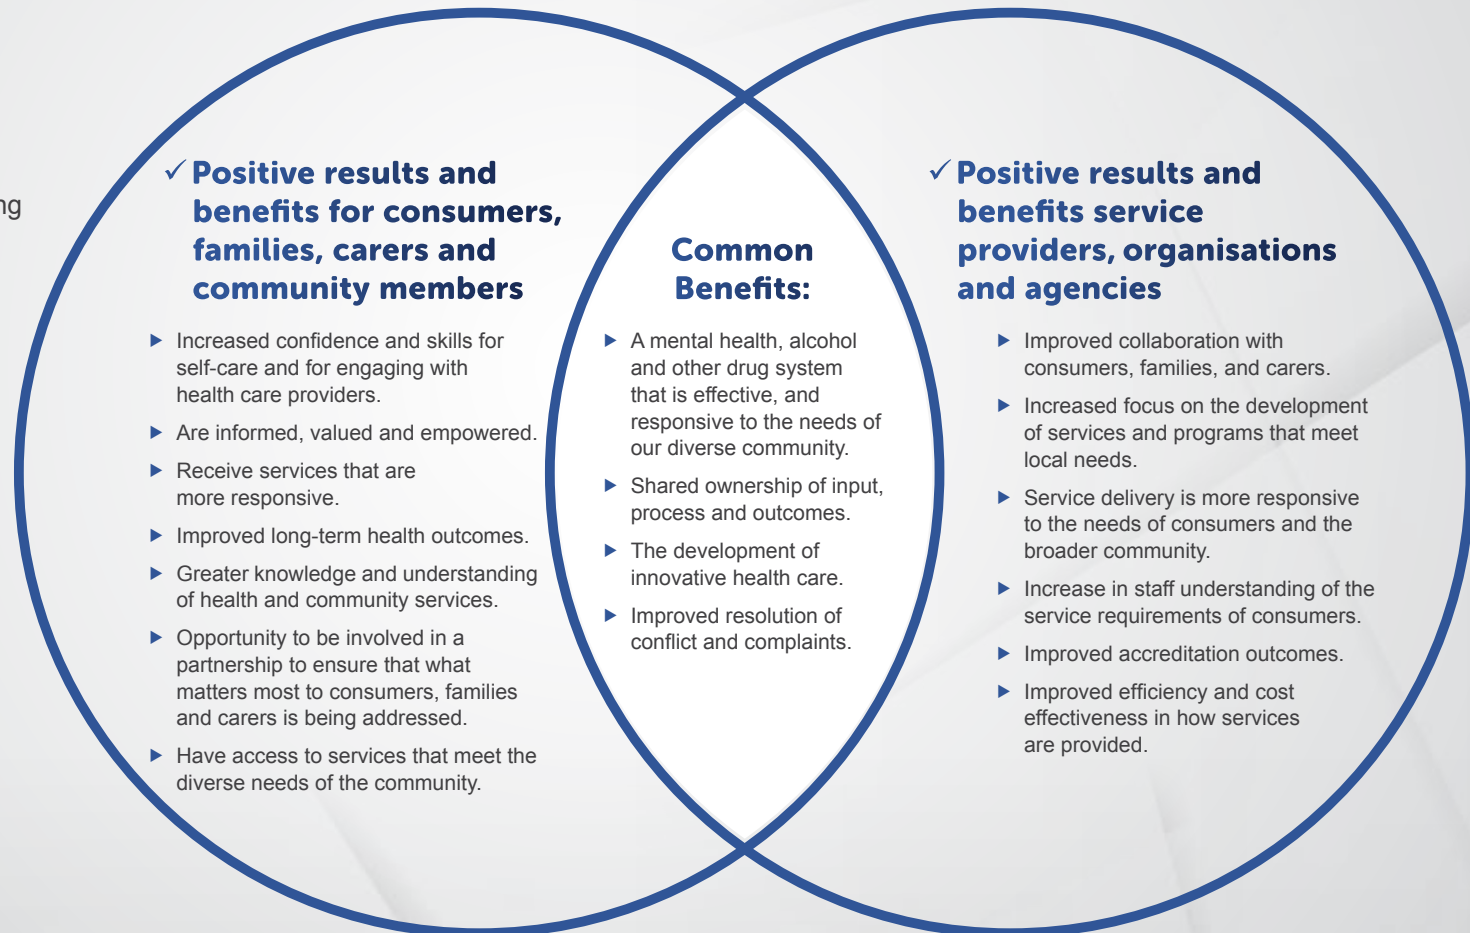 ng
✓ Positive results and
benefits for consumers,
families, carers and
community members
▶ Increased confidence and skills for
self-care and for engaging with
health care providers.
▶ Are informed, valued and empowered.
▶ Receive services that are
more responsive.
▶ Improved long-term health outcomes.
▶ Greater knowledge and understanding
of health and community services.
▶ Opportunity to be involved in a
partnership to ensure that what
matters most to consumers, families
and carers is being addressed.
▶ Have access to services that meet the
diverse needs of the community.
Common
Benefits:
▶ A mental health, alcohol
and other drug system
that is effective, and
responsive to the needs of
our diverse community.
▶ Shared ownership of input,
process and outcomes.
▶ The development of
innovative health care.
▶ Improved resolution of
conflict and complaints.
✓ Positive results and
benefits service
providers, organisations
and agencies
▶ Improved collaboration with
consumers, families, and carers.
▶ Increased focus on the development
of services and programs that meet
local needs.
▶ Service delivery is more responsive
to the needs of consumers and the
broader community.
▶ Increase in staff understanding of the
service requirements of consumers.
▶ Improved accreditation outcomes.
▶ Improved efficiency and cost
effectiveness in how services
are provided.